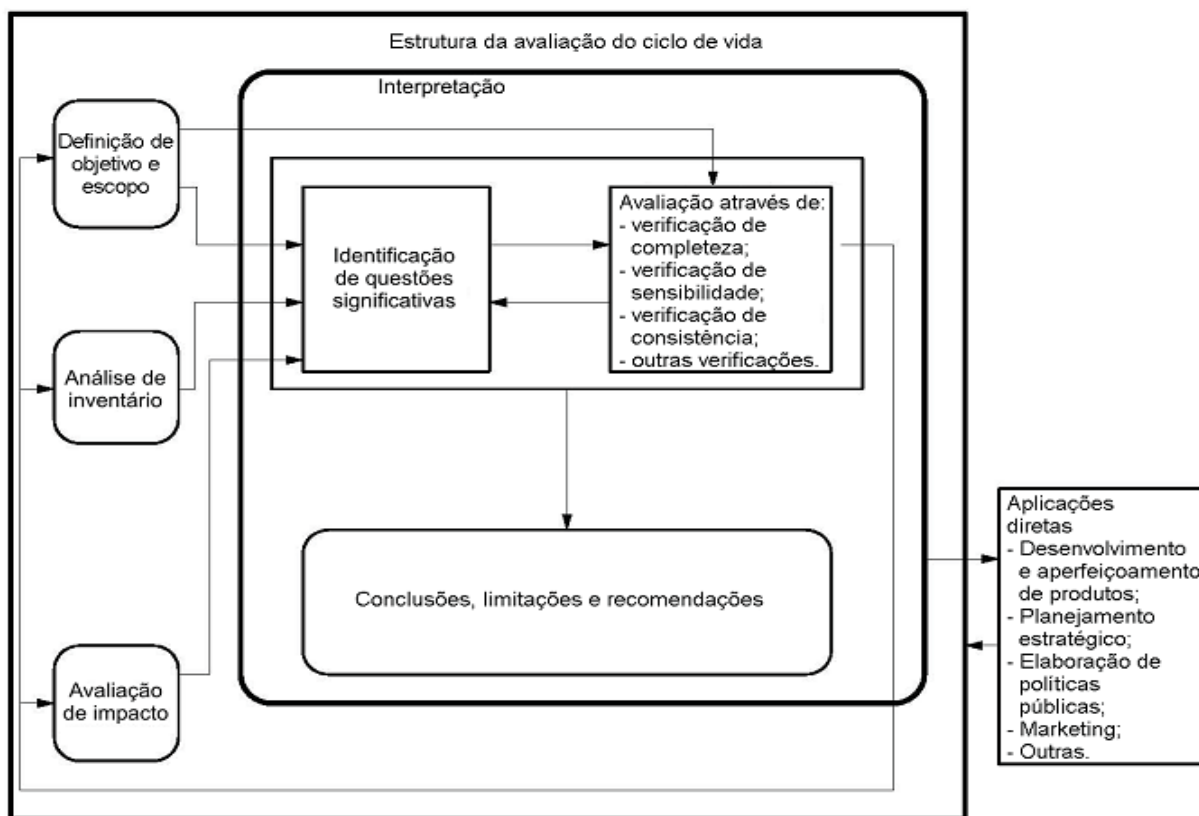 Estrutura da avaliação do ciclo de vida
Interpretação
Definição de
objetivo e
escopo
Identificação
de questões
significativas
Avaliação através de:
- verificação de
completeza;
- verificação de
sensibilidade;
- verificação de
consistência;
- outras verificações.
Análise de
inventário
Conclusões, limitações e recomendações
Avaliação
de impacto
Aplicações
diretas
- Desenvolvimento
e aperfeiçoamento
de produtos;
- Planejamento
estratégico;
- Elaboração de
políticas
públicas;
- Marketing;
- Outras.